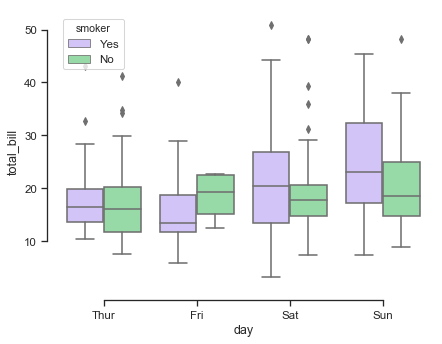 smoker
Yes
No
50
40
30
20
10
total_bill
Thur Fri Sat Sun
day